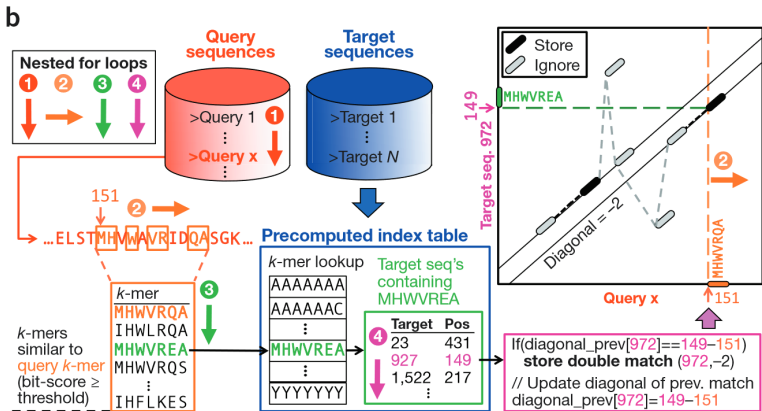 b
Nested for loops
1 2 3 4
Query
sequences
>Query 1
⋮
>Query x
⋮
1
Target
sequences
>Target 1
⋮
>Target N
151
2
...ELSTMHVWAVRIDQASGK...
k-mers
similar to
query k-mer
(bit-score ≥
threshold)
k-mer
MHWVRQA
IHWLRQA
MHWVREA
MHWVRQS
⋮
IHFLKES
3
Precomputed index table
k-mer lookup
AAAAAAA
AAAAAAC
⋮
MHWVREA
⋮
YYYYYYY
Target seq's
containing
MHWVREA
4
Target Pos
23 431
927 149
1,522 217
⋮
Store
Ignore
Target seq. 972
149
MHWVREA
Diagonal = –2
2
MHWVRQA
Query x
151
If(diagonal_prev[972]==149–151)
store double match (972,–2)
// Update diagonal of prev. match
diagonal_prev[972]=149–151